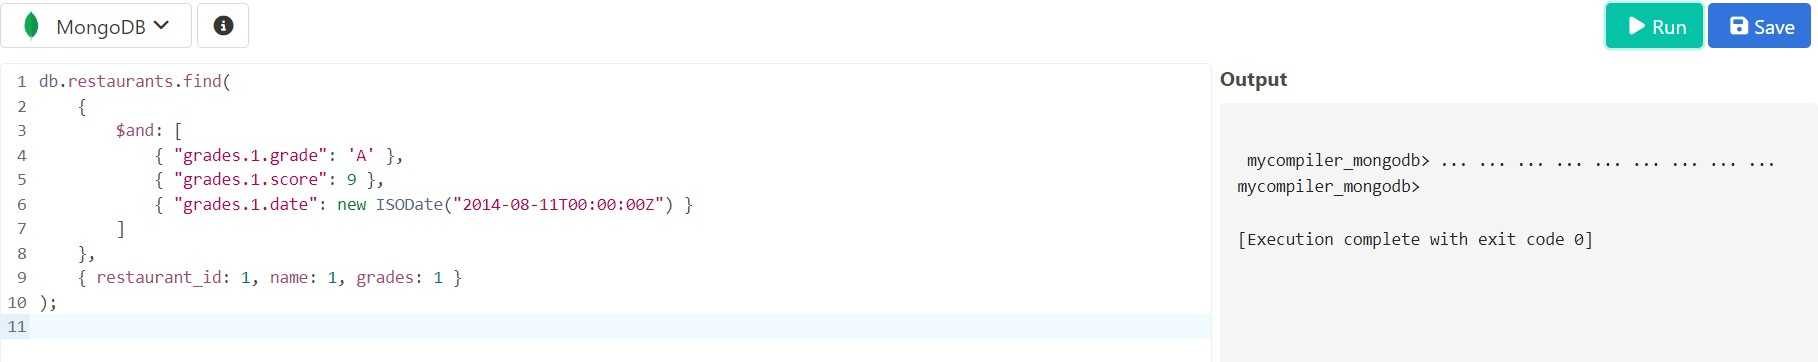 MongoDB
Run
Save
1 db.restaurants.find(
2     {
3         $and: [
4             { "grades.1.grade": 'A' },
5             { "grades.1.score": 9 },
6             { "grades.1.date": new ISODate("2014-08-11T00:00:00Z") }
7         ]
8     },
9     { restaurant_id: 1, name: 1, grades: 1 }
10 );
11
Output
mycompiler_mongodb> ... ... ... ... ... ... ... ... ...
mycompiler_mongodb>
[Execution complete with exit code 0]